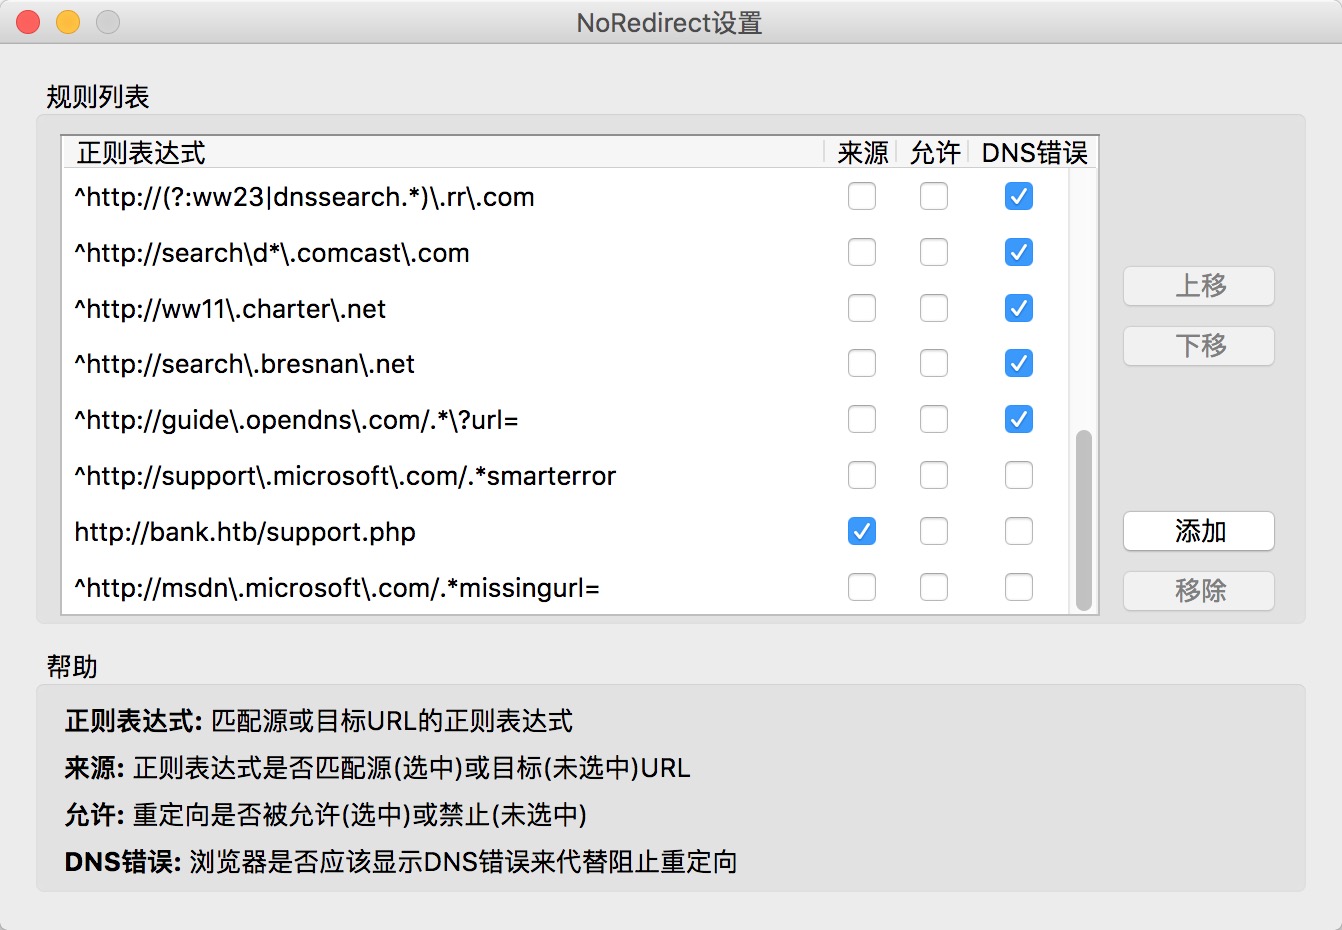 NoRedirect设置
规则列表
正则表达式 来源 允许 DNS错误
^http://(?:ww23|dnssearch.*)\.rr\.com
^http://search\d*\.comcast\.com
^http://ww11\.charter\.net
上移
下移
^http://search\.bresnan\.net
^http://guide\.opendns\.com/.*\?url=
^http://support\.microsoft\.com/.*smarterror
http://bank.htb/support.php
添加
^http://msdn\.microsoft\.com/.*missingurl=
移除
帮助
正则表达式: 匹配源或目标URL的正则表达式
来源: 正则表达式是否匹配源(选中)或目标(未选中)URL
允许: 重定向是否被允许(选中)或禁止(未选中)
DNS错误: 浏览器是否应该显示DNS错误来代替阻止重定向